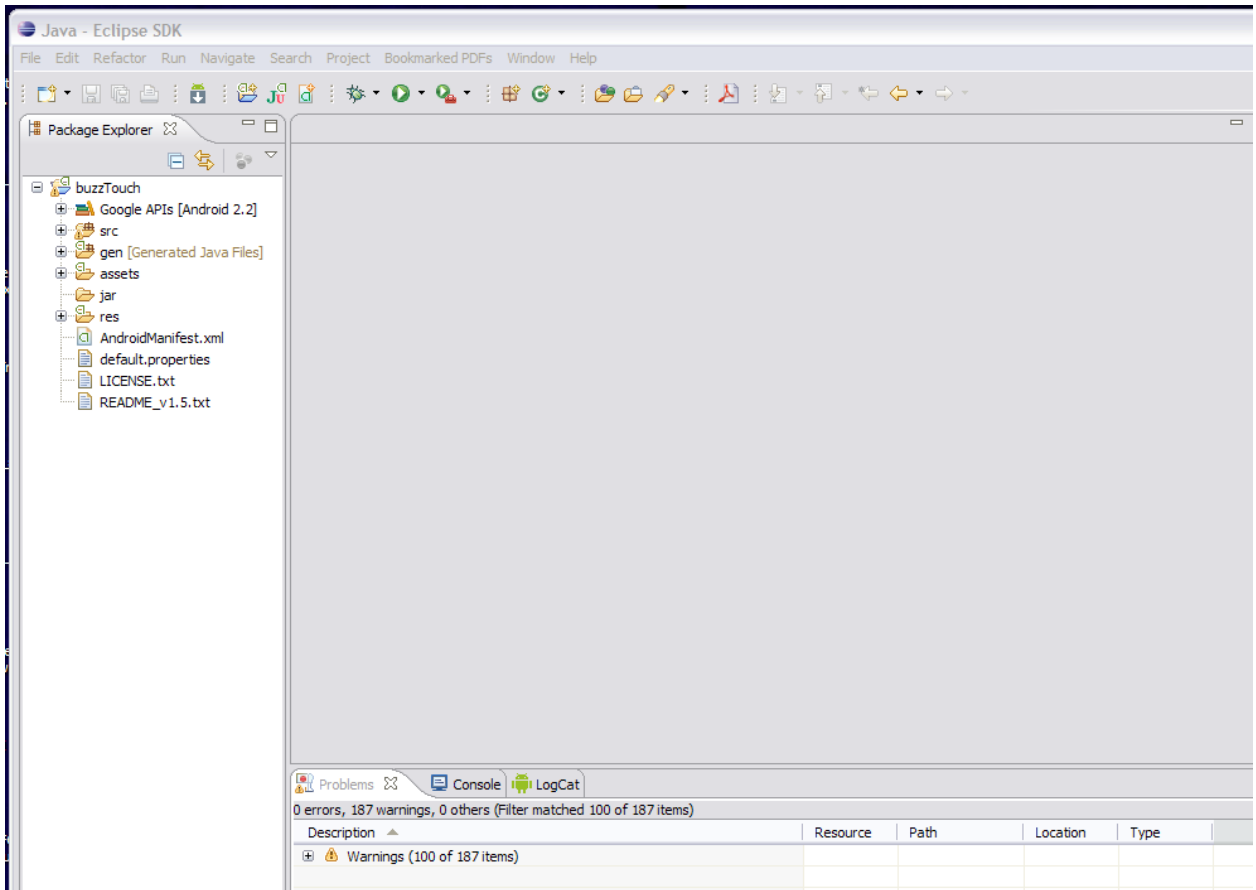 Java - Eclipse SDK
File Edit Refactor Run Navigate Search Project Bookmarked PDFs Window Help
Package Explorer
buzzTouch
Google APIs [Android 2.2]
src
gen [Generated Java Files]
assets
jar
res
AndroidManifest.xml
default.properties
LICENSE.txt
README_v1.5.txt
Problems Console LogCat
0 errors, 187 warnings, 0 others (Filter matched 100 of 187 items)
Description Resource Path Location Type
Warnings (100 of 187 items)